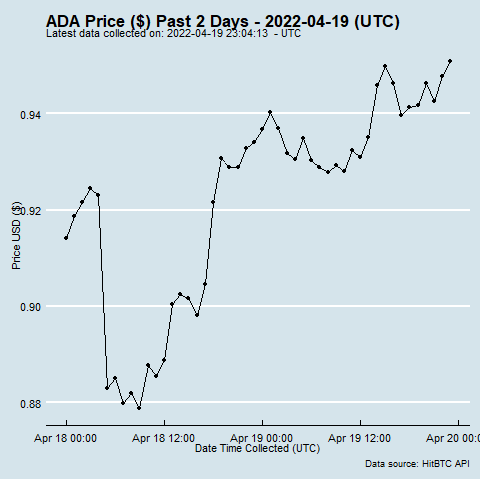 ADA Price ($) Past 2 Days - 2022-04-19 (UTC)
Latest data collected on: 2022-04-19 23:04:13  - UTC
0.94
0.92
Price USD ($)
0.90
0.88
Apr 18 00:00 Apr 18 12:00 Apr 19 00:00 Apr 19 12:00 Apr 20 00:0
Date Time Collected (UTC)
Data source: HitBTC API